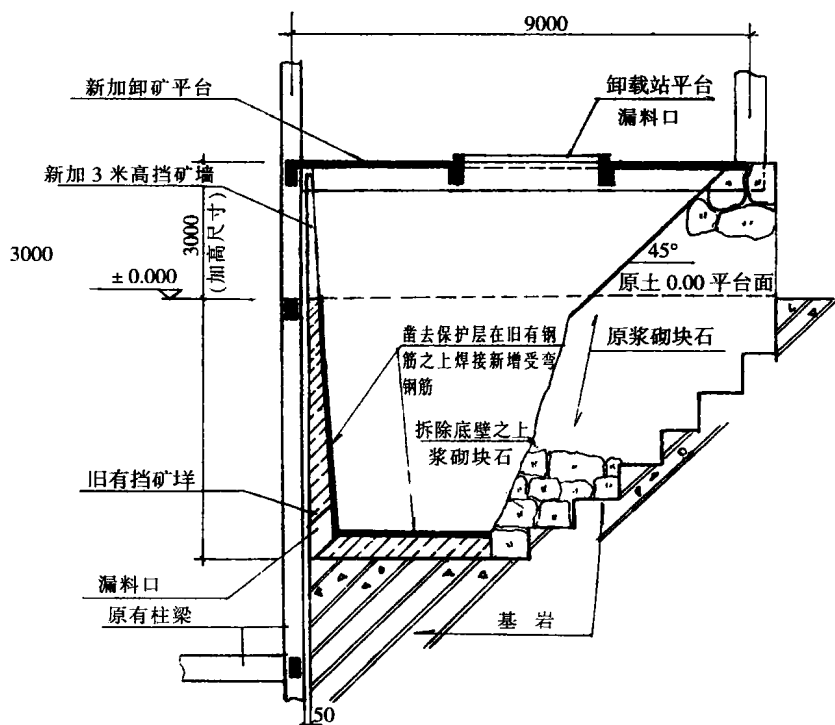 9000
新加卸矿平台
卸载站平台
漏料口
新加3米高挡矿墙
3000
(加高尺寸)
3000
45°
±0.000
原土0.00平台面
凿去保护层在旧有钢
筋之上焊接新增受弯
钢筋
原浆砌块石
拆除底壁之上
浆砌块石
旧有挡矿垟
漏料口
原有柱梁
基岩
50